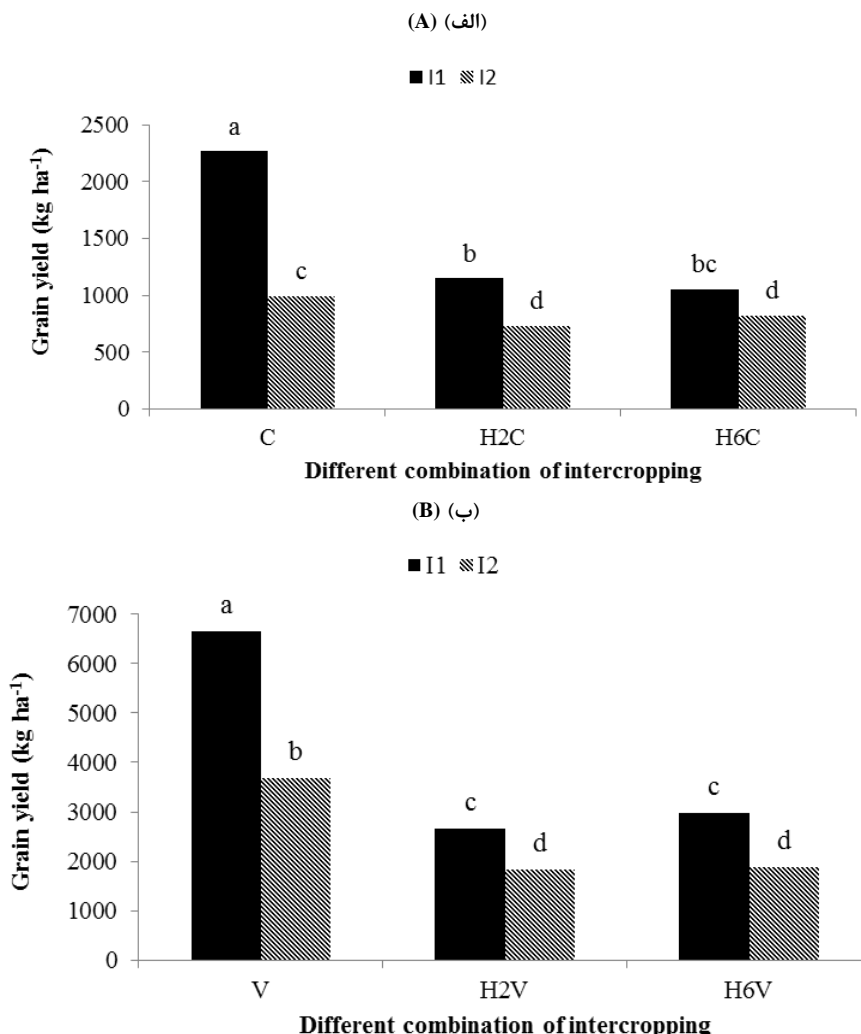 (A) (الف)
I1 I2
Grain yield (kg ha⁻¹)
2500
2000
1500
1000
500
0
a
c
b
d
bc
d
C H2C H6C
Different combination of intercropping
(B) (ب)
I1 I2
Grain yield (kg ha⁻¹)
7000
6000
5000
4000
3000
2000
1000
0
a
b
c
d
c
d
V H2V H6V
Different combination of intercropping